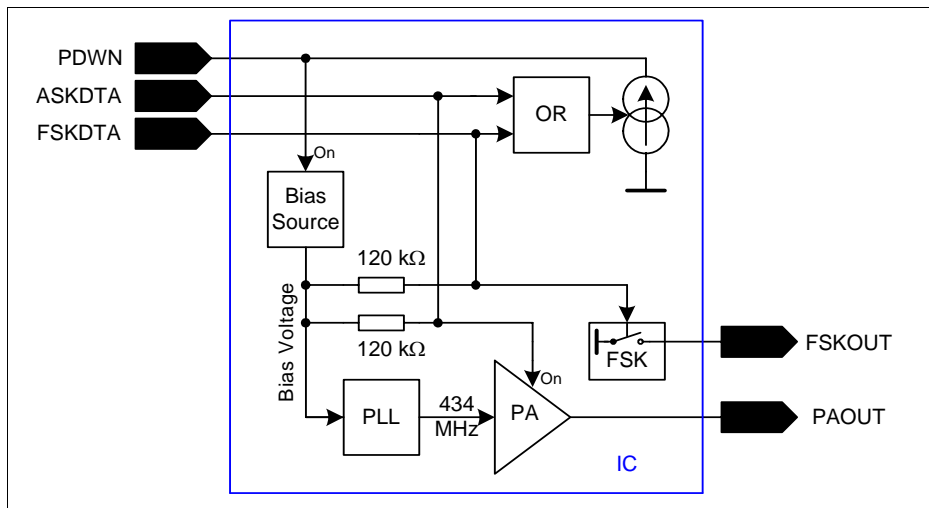 PDWN
ASKDTA
FSKDTA
OR
On
Bias
Source
120 kΩ
120 kΩ
Bias Voltage
FSK
FSKOUT
On
PLL
434
MHz
PA
PAOUT
IC